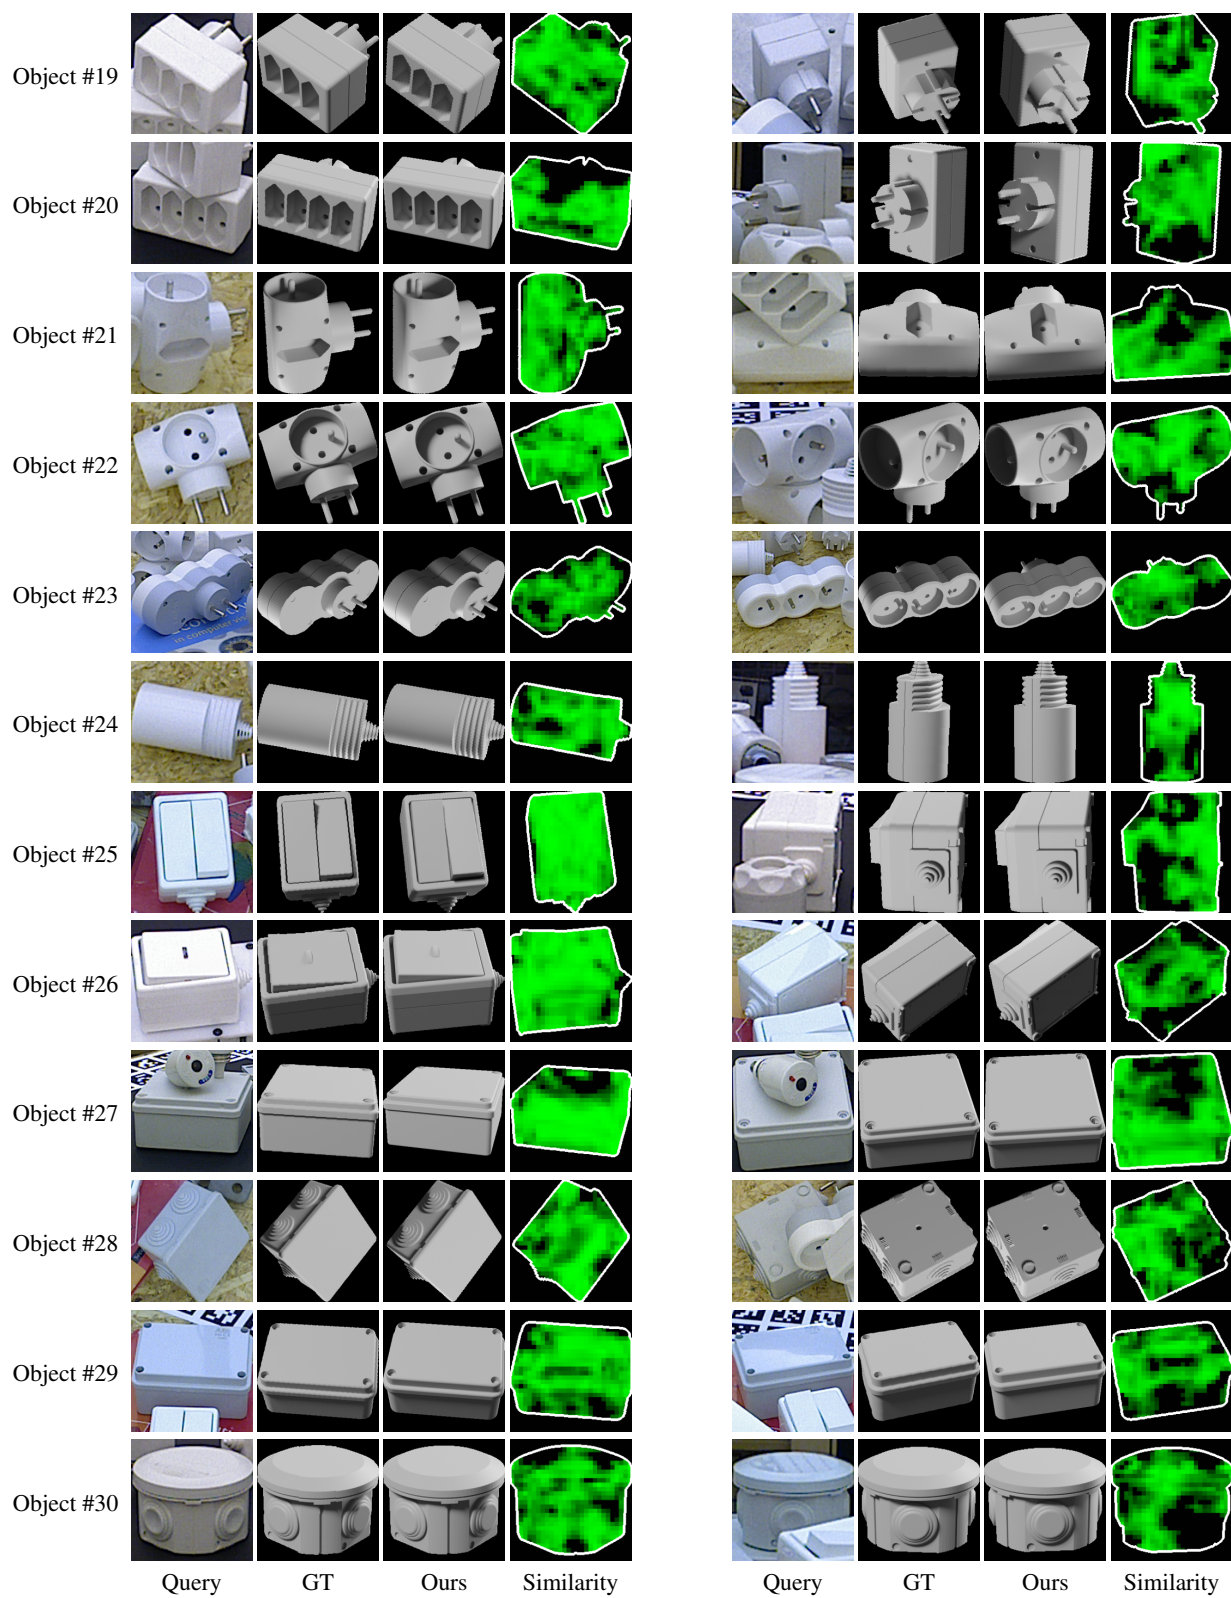 Object #19
Object #20
Object #21
Object #22
Object #23
Object #24
Object #25
Object #26
Object #27
Object #28
Object #29
Object #30
Query GT Ours Similarity Query GT Ours Similarity